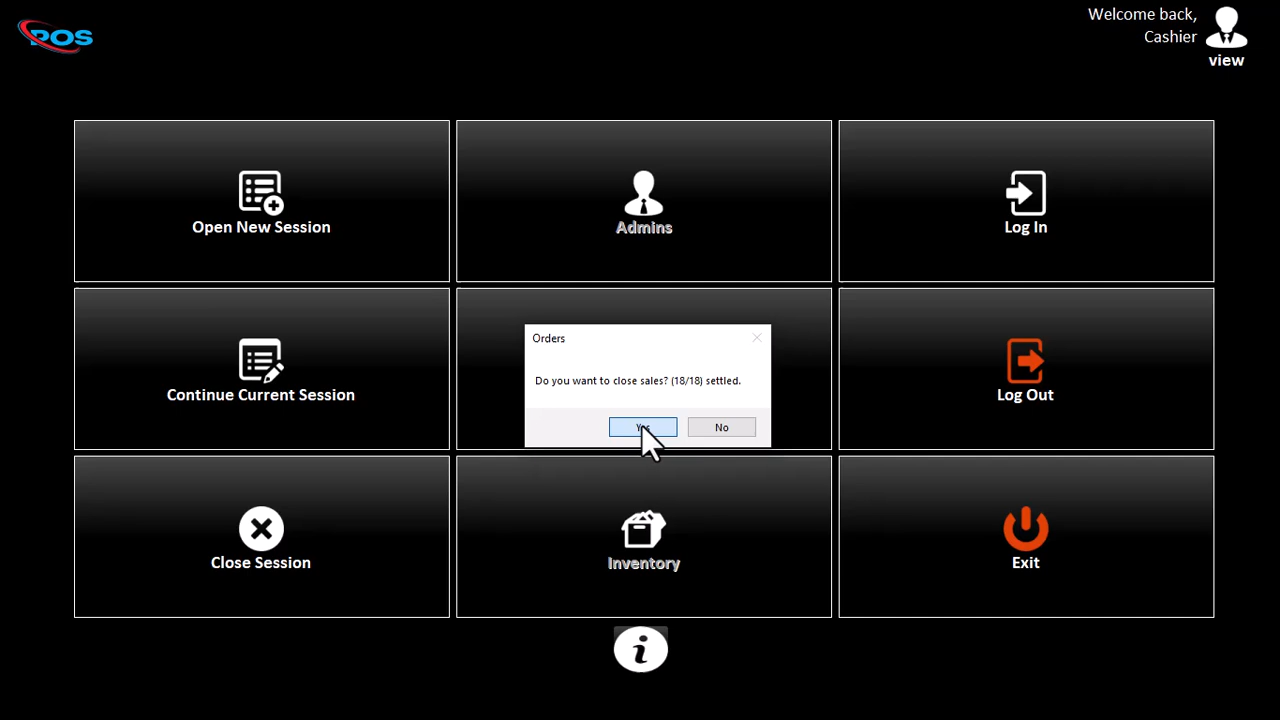 POS
Welcome back,
Cashier
view
Open New Session
Admins
Log In
Continue Current Session
Orders
Do you want to close sales? (18/18) settled.
No
Log Out
Close Session
Inventory
Exit
i